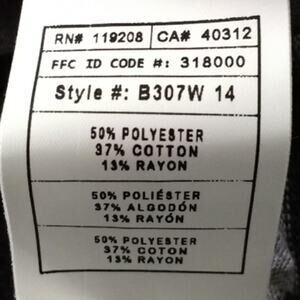 RN# 119208 CA# 40312
FFC ID CODE #: 318000
Style #: B307W 14
50% POLYESTER
37% COTTON
13% RAYON
50% POLIÉSTER
37% ALGODÓN
13% RAYÓN
50% POLYESTER
37% COTON
13% RAYON